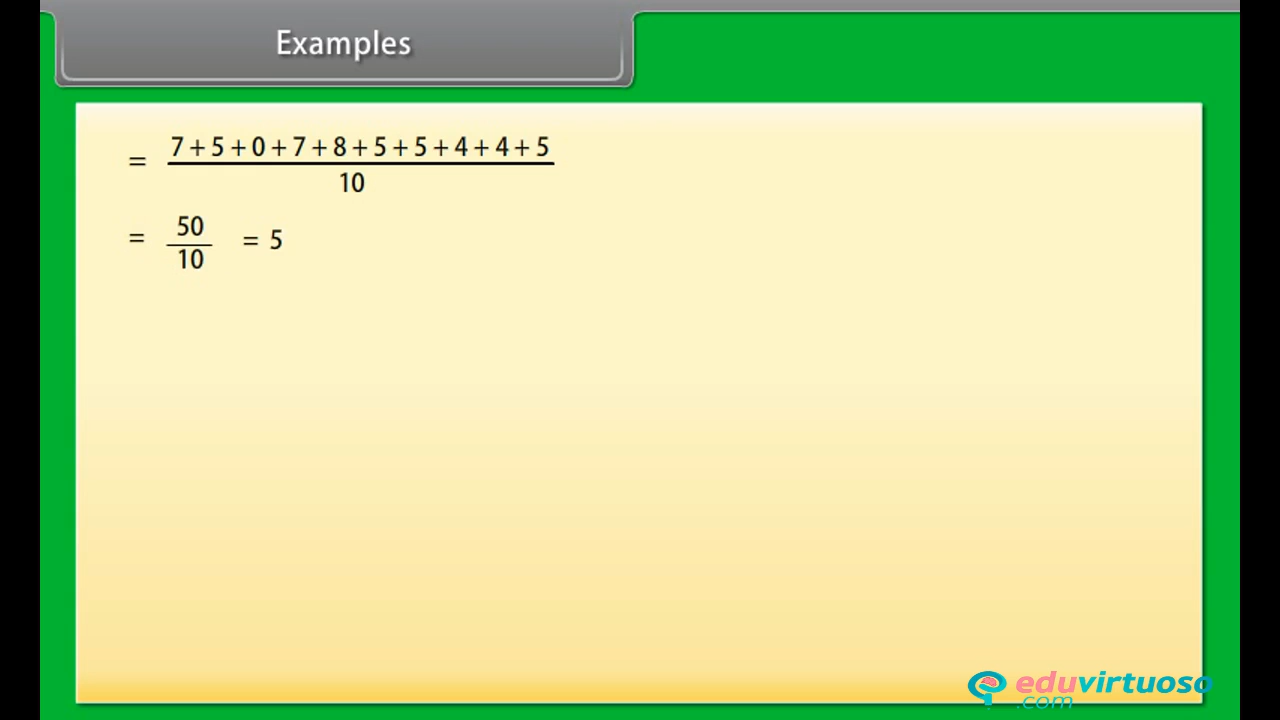 Examples
= 7 + 5 + 0 + 7 + 8 + 5 + 5 + 4 + 4 + 5
10
= 50
10
= 5
eduvirtuoso
.com